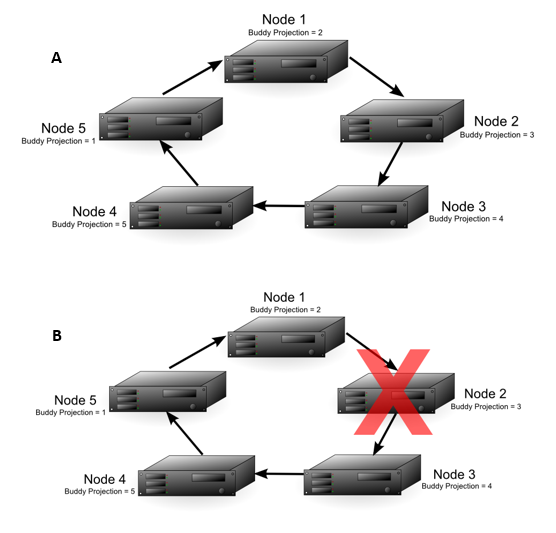 Node 1
Buddy Projection = 2
A
Node 5
Buddy Projection = 1
Node 2
Buddy Projection = 3
Node 4
Buddy Projection = 5
Node 3
Buddy Projection = 4
Node 1
Buddy Projection = 2
B
Node 5
Buddy Projection = 1
Node 2
Buddy Projection = 3
Node 4
Buddy Projection = 5
Node 3
Buddy Projection = 4